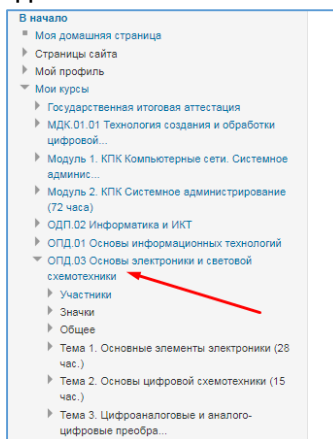 В начало
Моя домашняя страница
Страницы сайта
Мой профиль
Мои курсы
Государственная итоговая аттестация
МДК.01.01 Технология создания и обработки
цифровой...
Модуль 1. КПК Компьютерные сети. Системное
админис...
Модуль 2. КПК Системное администрирование
(72 часа)
ОДП.02 Информатика и ИКТ
ОПД.01 Основы информационных технологий
ОПД.03 Основы электроники и световой
схемотехники
Участники
Значки
Общее
Тема 1. Основные элементы электроники (28
час.)
Тема 2. Основы цифровой схемотехники (15
час.)
Тема 3. Цифроаналоговые и аналого-
цифровые преобра...